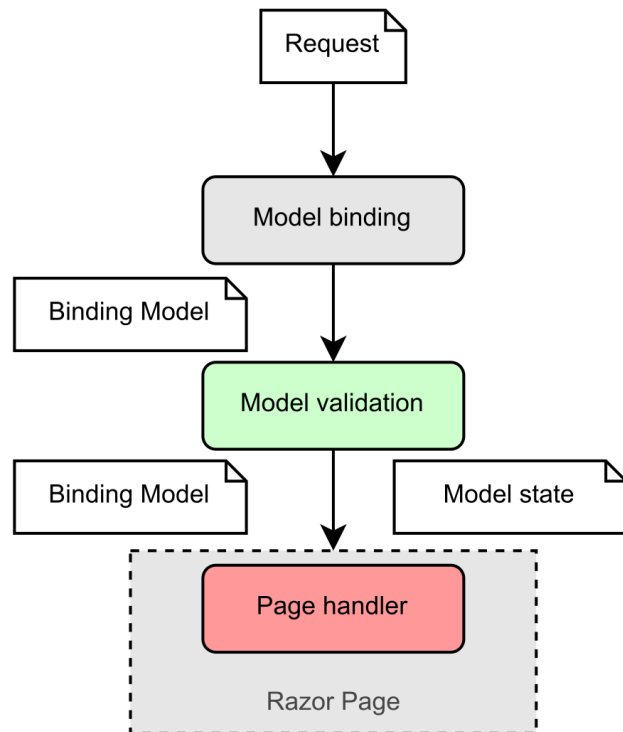 Request
Model binding
Binding Model
Model validation
Binding Model
Model state
Page handler
Razor Page